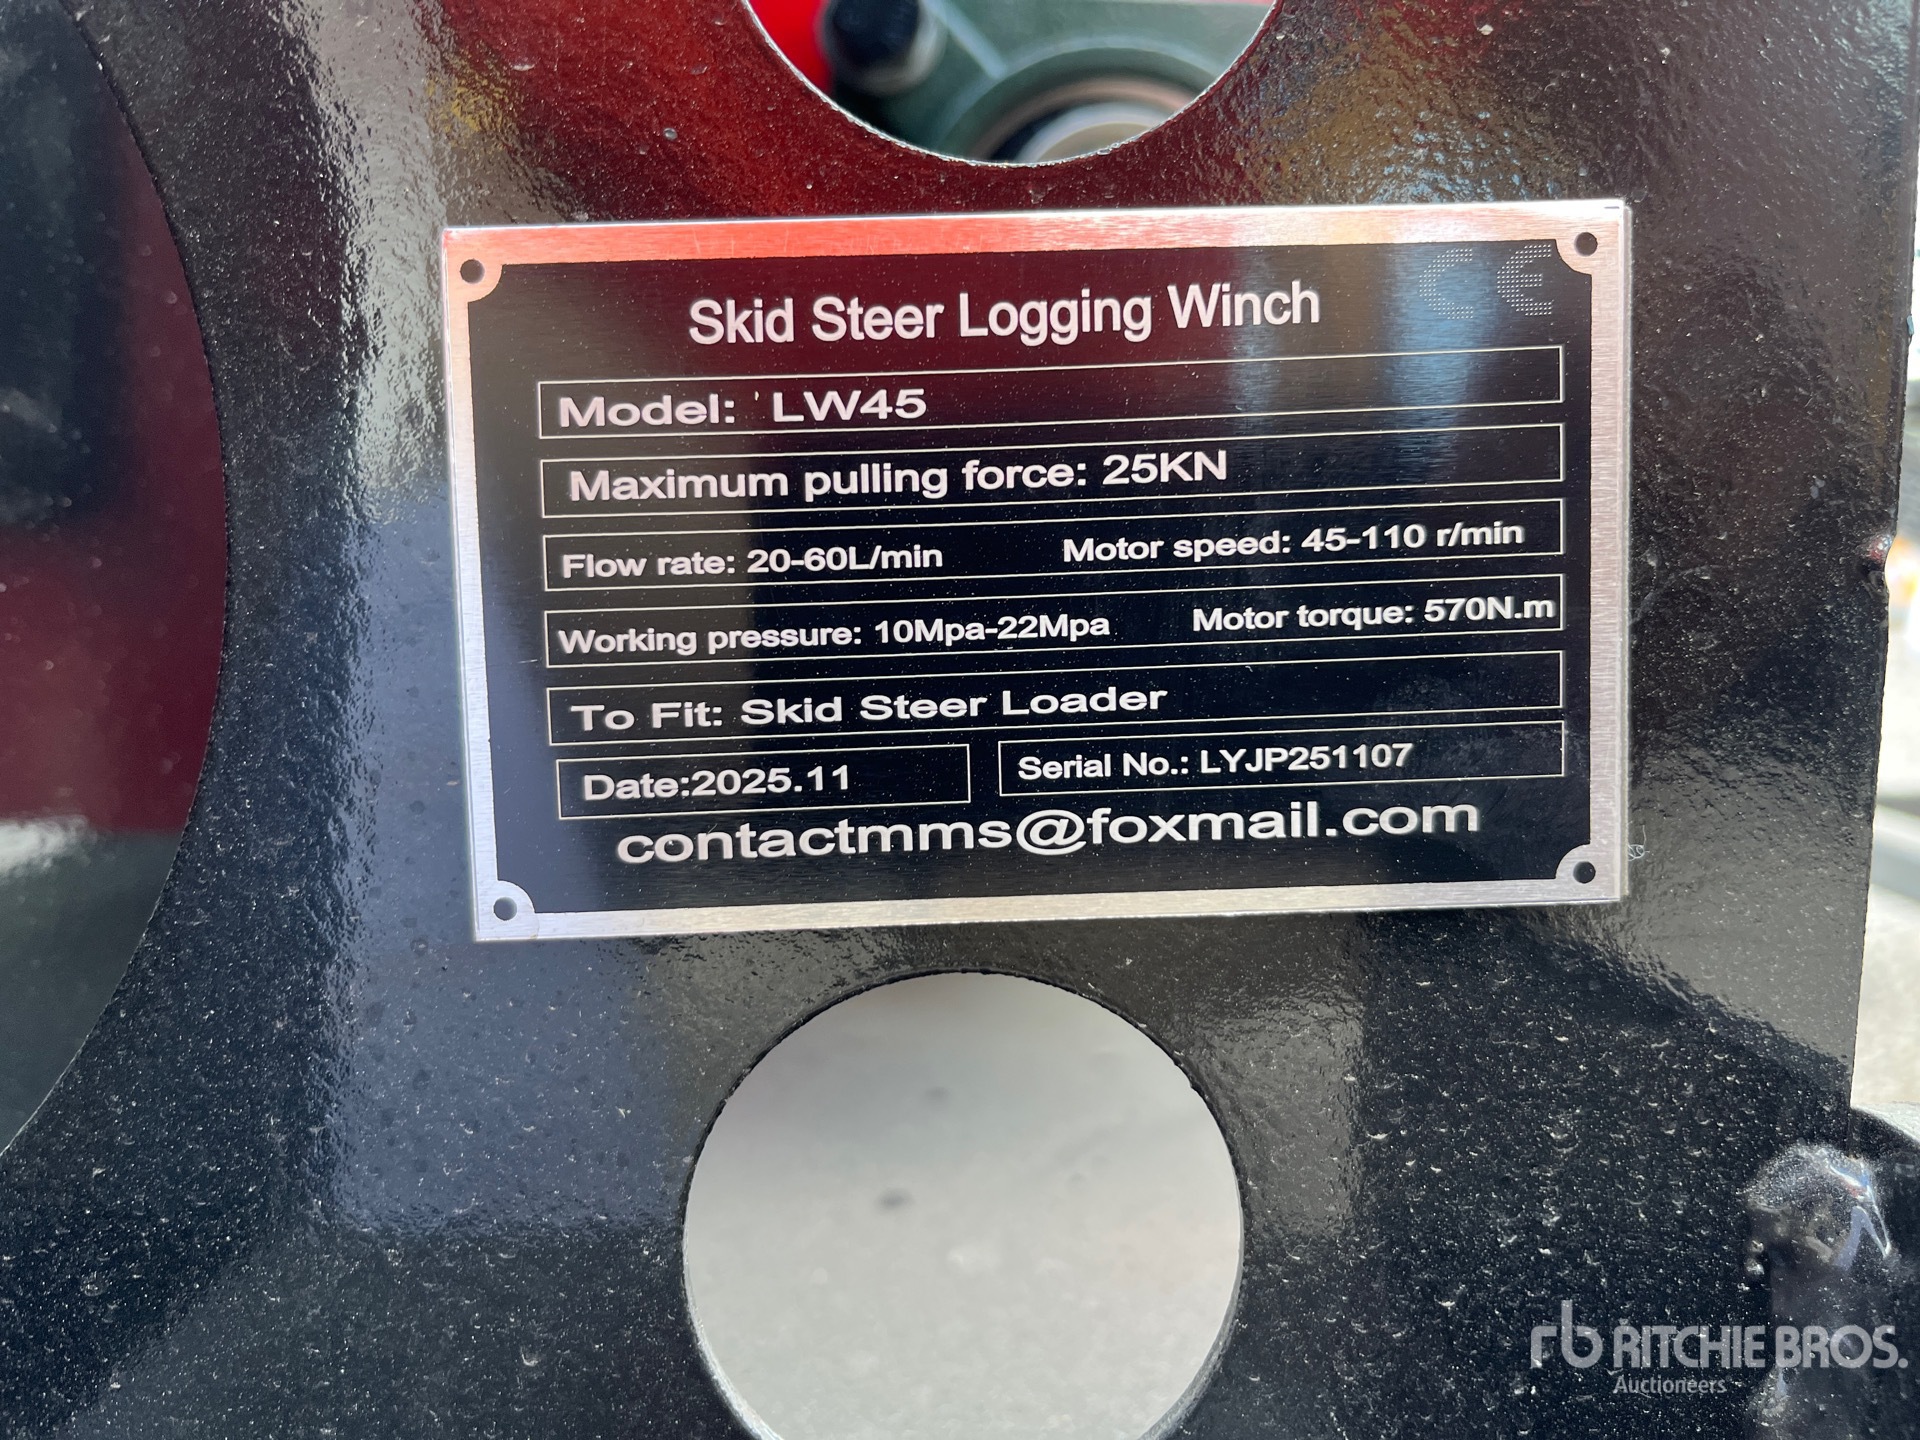 CE
Skid Steer Logging Winch
Model: LW45
Maximum pulling force: 25KN
Flow rate: 20-60L/min Motor speed: 45-110 r/min
Working pressure: 10Mpa-22Mpa Motor torque: 570N.m
To Fit: Skid Steer Loader
Date:2025.11 Serial No.: LYJP251107
contactmms@foxmail.com
rb RITCHIE BROS.
Auctioneers